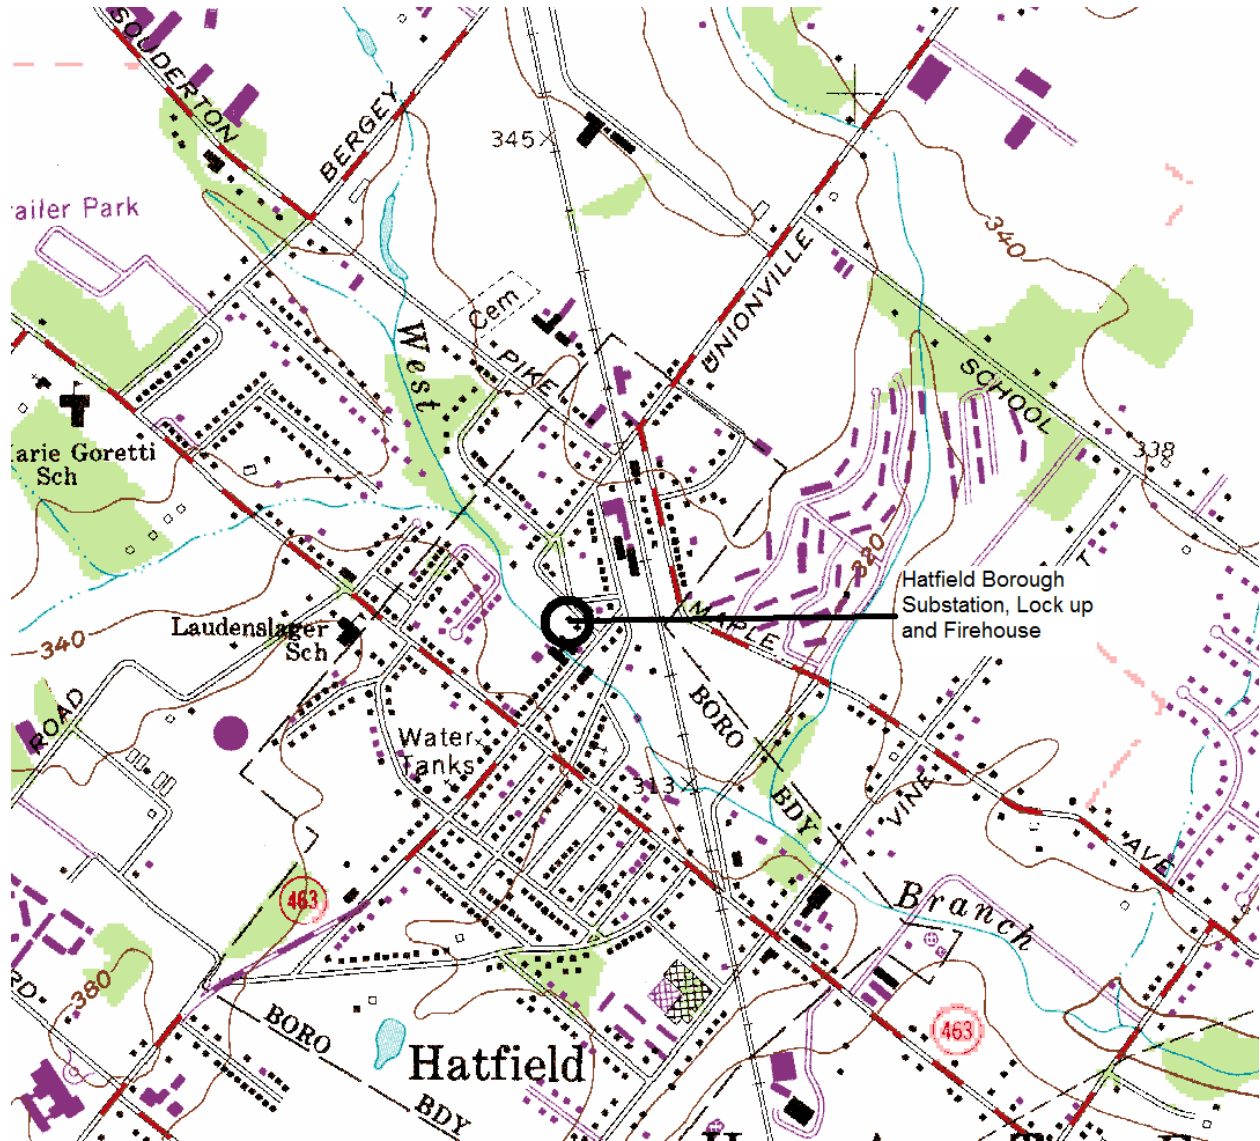 SOUDERTON
BERGEY
345
ailer Park
UNIONVILLE
340
Cem
West
PIKE
SCHOOL
arie Goretti
Sch
338
320
Hatfield Borough
Substation, Lock up
and Firehouse
MAPLE
Laudenslager
Sch
340
ROAD
BORO
BDY
Water
Tanks
313
VINE
AVE
463
Branch
380
RD
BORO
BDY
463
Hatfield